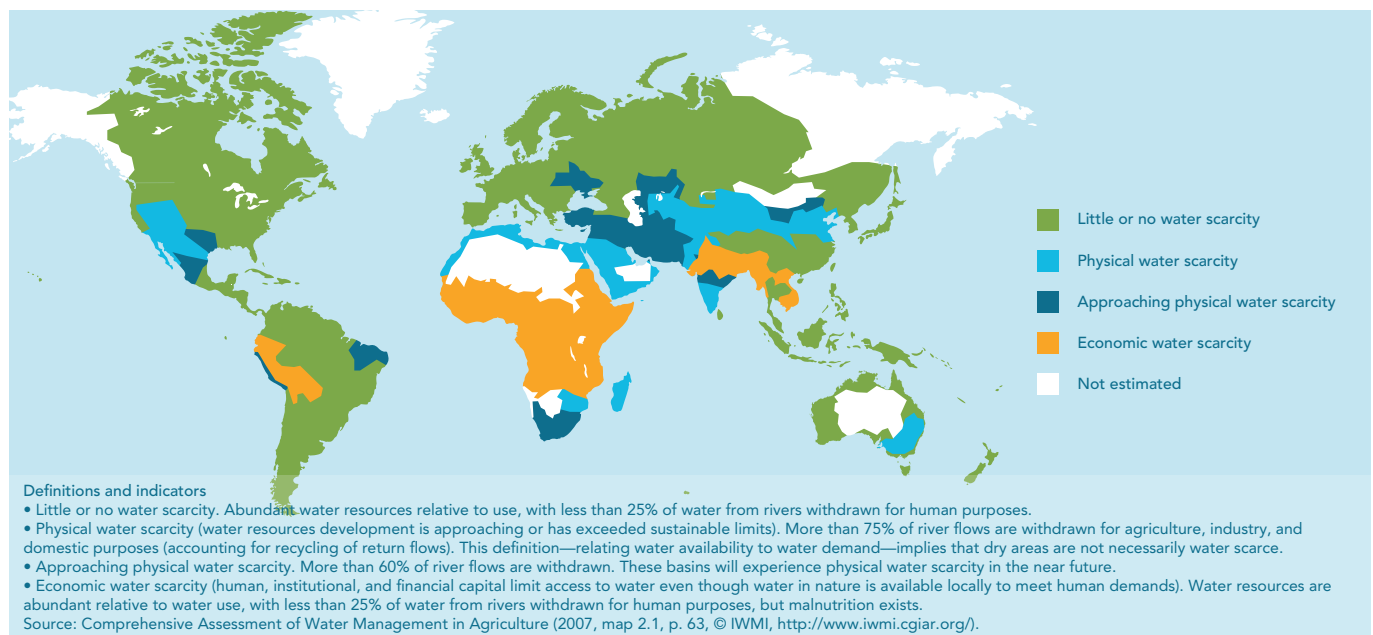 Little or no water scarcity
Physical water scarcity
Approaching physical water scarcity
Economic water scarcity
Not estimated
Definitions and indicators
• Little or no water scarcity. Abundant water resources relative to use, with less than 25% of water from rivers withdrawn for human purposes.
• Physical water scarcity (water resources development is approaching or has exceeded sustainable limits). More than 75% of river flows are withdrawn for agriculture, industry, and
domestic purposes (accounting for recycling of return flows). This definition—relating water availability to water demand—implies that dry areas are not necessarily water scarce.
• Approaching physical water scarcity. More than 60% of river flows are withdrawn. These basins will experience physical water scarcity in the near future.
• Economic water scarcity (human, institutional, and financial capital limit access to water even though water in nature is available locally to meet human demands). Water resources are
abundant relative to water use, with less than 25% of water from rivers withdrawn for human purposes, but malnutrition exists.
Source: Comprehensive Assessment of Water Management in Agriculture (2007, map 2.1, p. 63, © IWMI, http://www.iwmi.cgiar.org/).